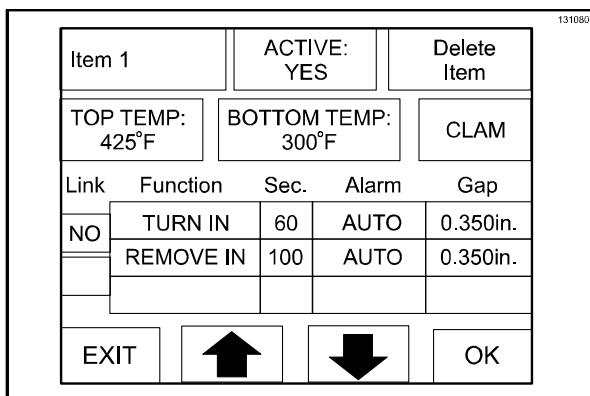 131080
Item 1
ACTIVE:
YES
Delete
Item
TOP TEMP:
425°F
BOTTOM TEMP:
300°F
CLAM
Link Function Sec. Alarm Gap
NO
TURN IN 60 AUTO 0.350in.
REMOVE IN 100 AUTO 0.350in.
EXIT
OK